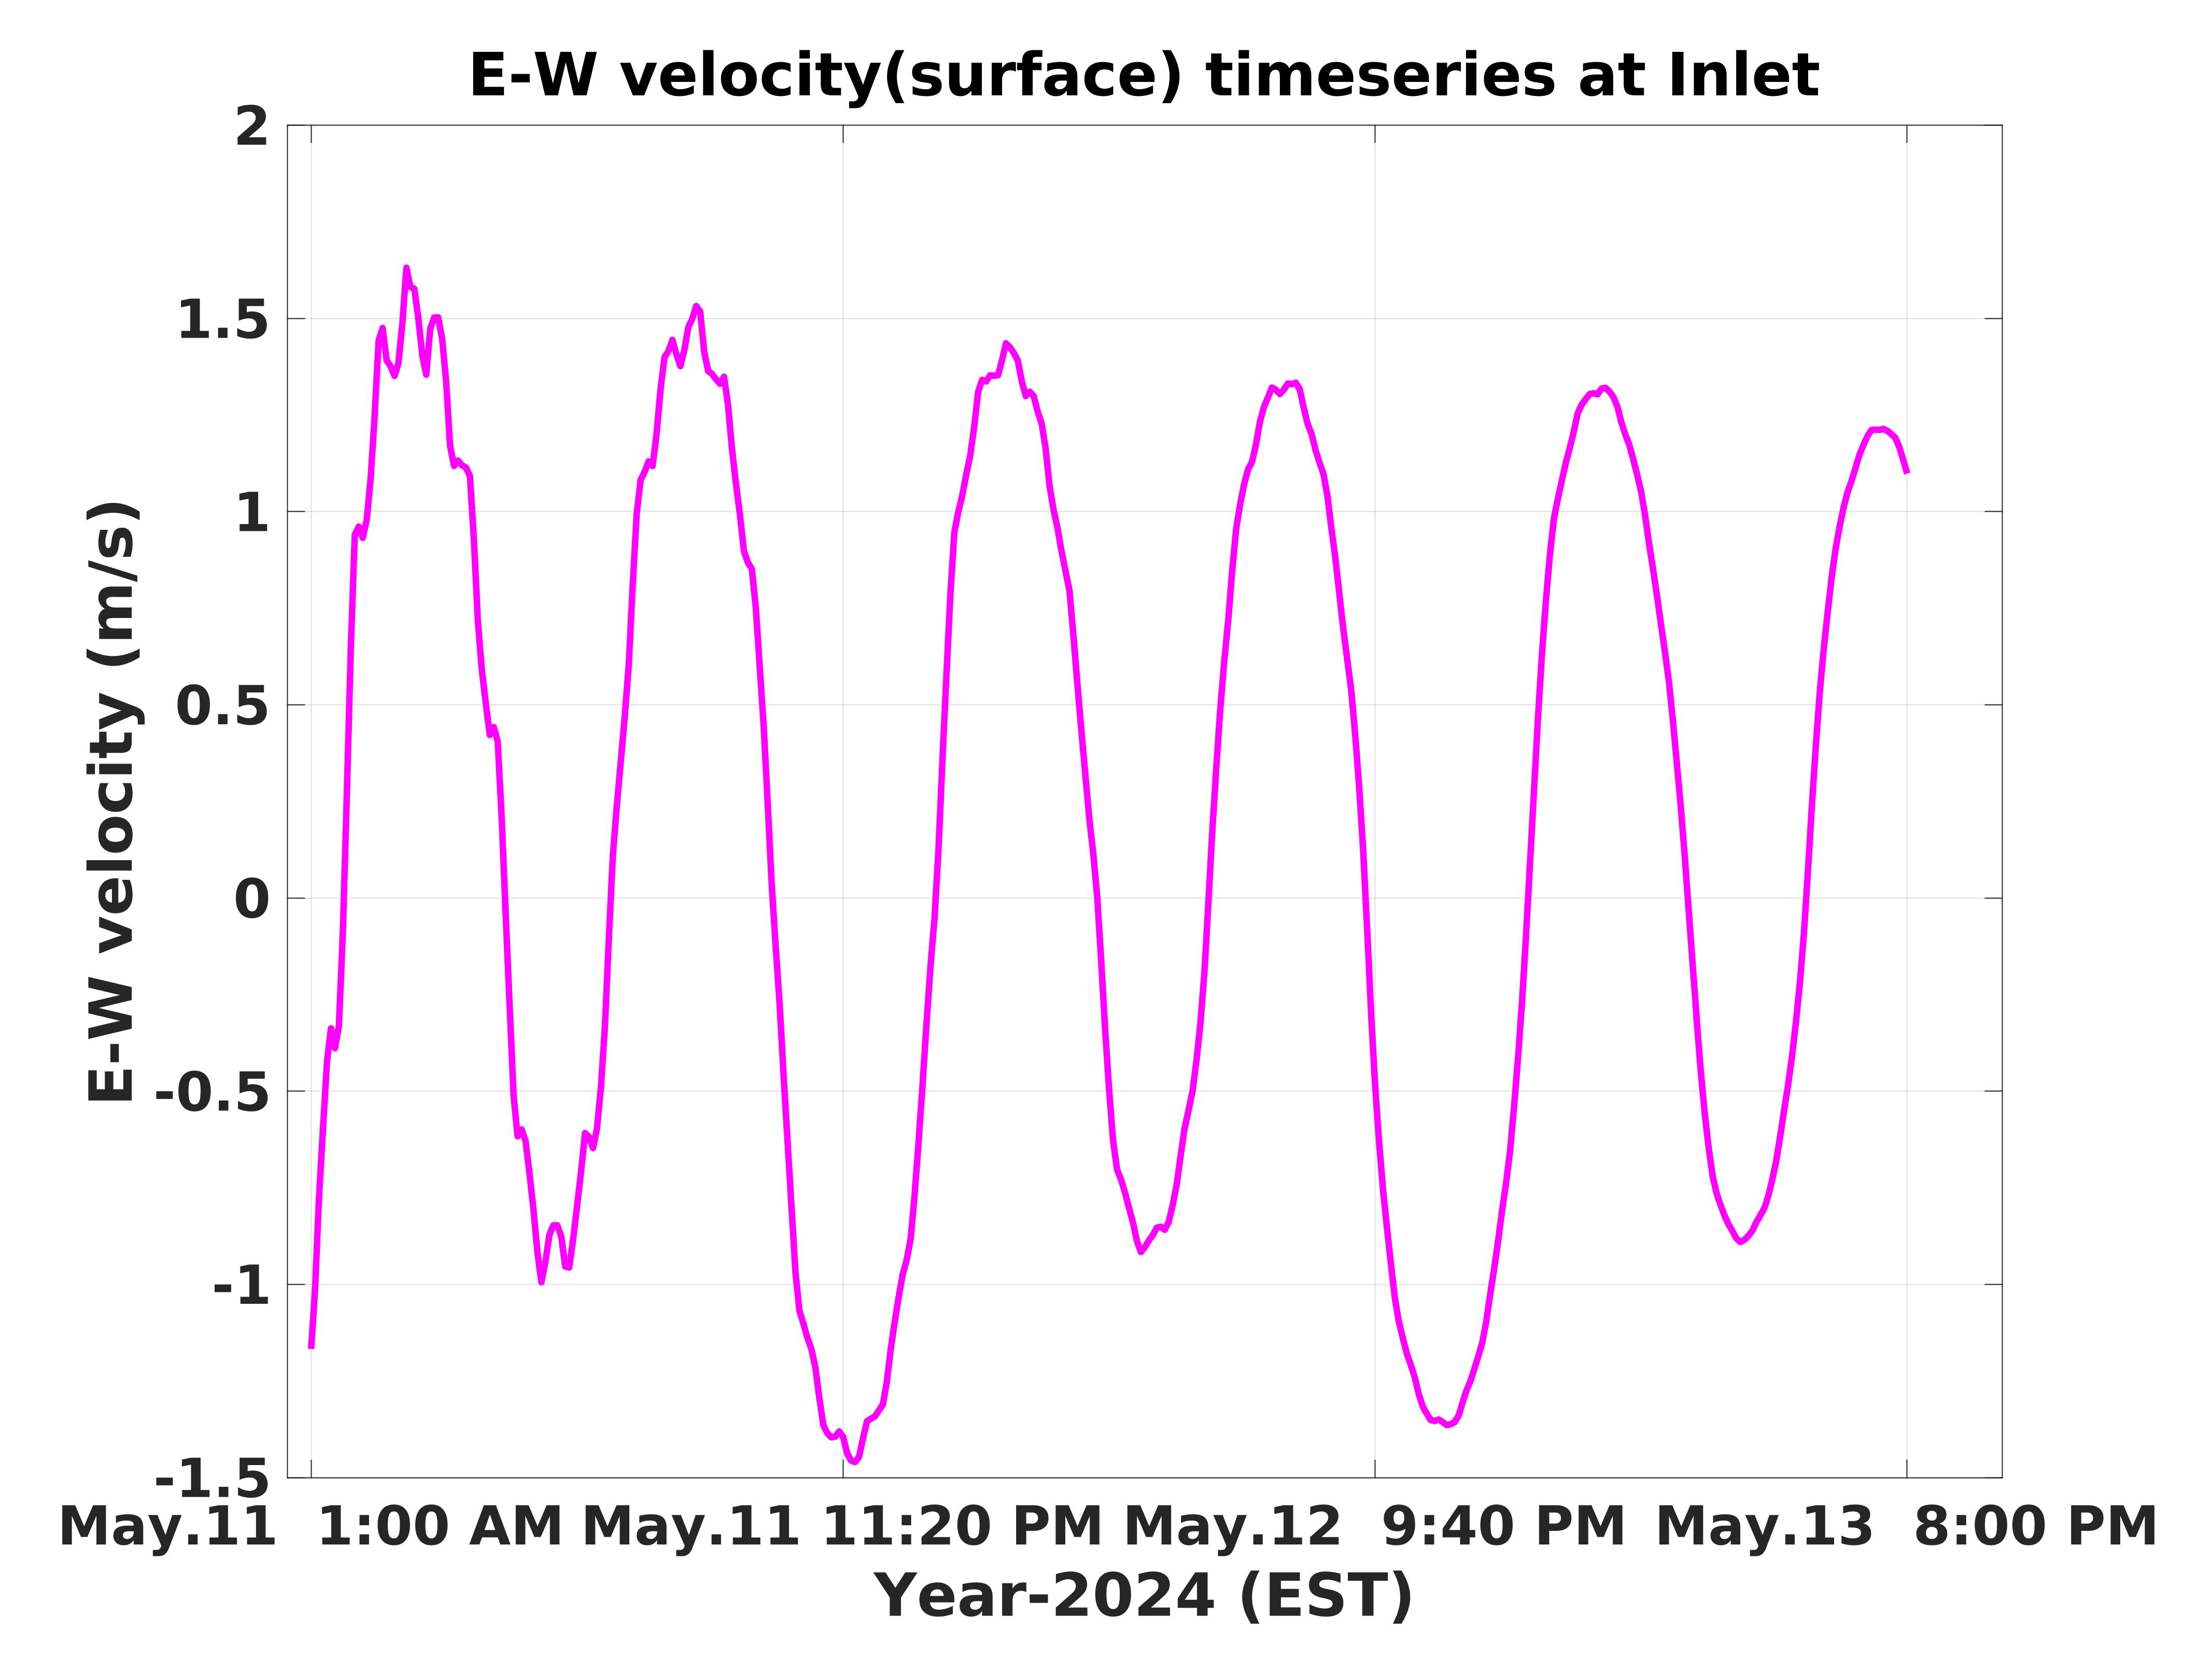 E-W velocity(surface) timeseries at Inlet
2
1.5
1
0.5
0
-0.5
-1
-1.5
E-W velocity (m/s)
May.11 1:00 AM May.11 11:20 PM May.12 9:40 PM May.13 8:00 PM
Year-2024 (EST)